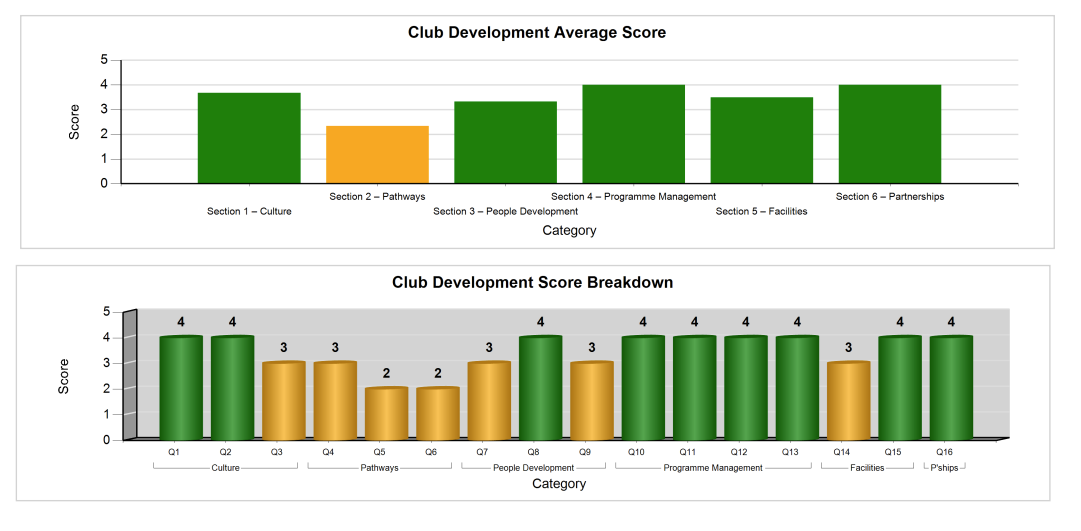 Club Development Average Score
5
4
3
2
1
0
Score
Section 2 – Pathways Section 4 – Programme Management Section 6 – Partnerships
Section 1 – Culture Section 3 – People Development Section 5 – Facilities
Category
Club Development Score Breakdown
5
4
3
2
1
0
Score
4 4 3 3 2 2 3 4 3 4 4 4 4 3 4 4
Q1 Q2 Q3 Q4 Q5 Q6 Q7 Q8 Q9 Q10 Q11 Q12 Q13 Q14 Q15 Q16
Culture Pathways People Development Programme Management Facilities P'ships
Category